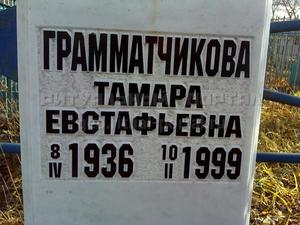 ГРАММАТЧИКОВА
ТАМАРА
ЕВСТАФЬЕВНА
8 IV 1936 10 II 1999